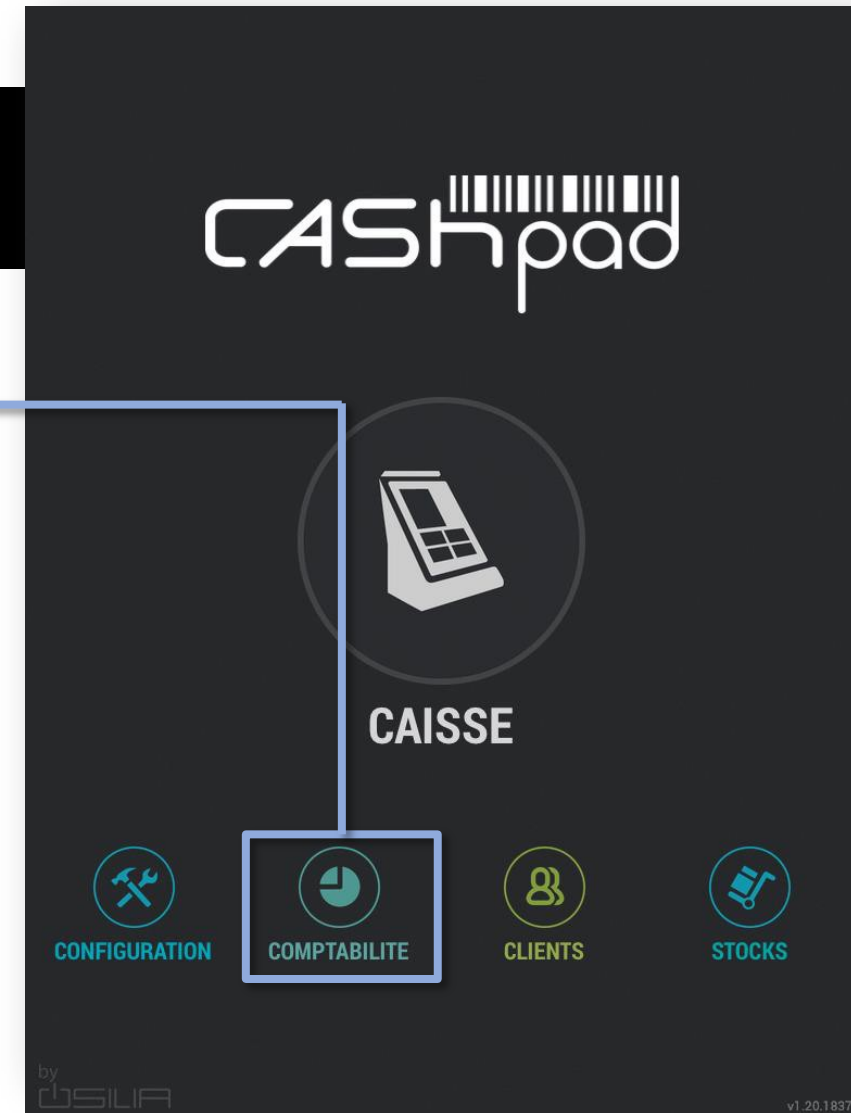 CAShpad
CAISSE
CONFIGURATION COMPTABILITE CLIENTS STOCKS
by
OSILIA
v1.20.1837